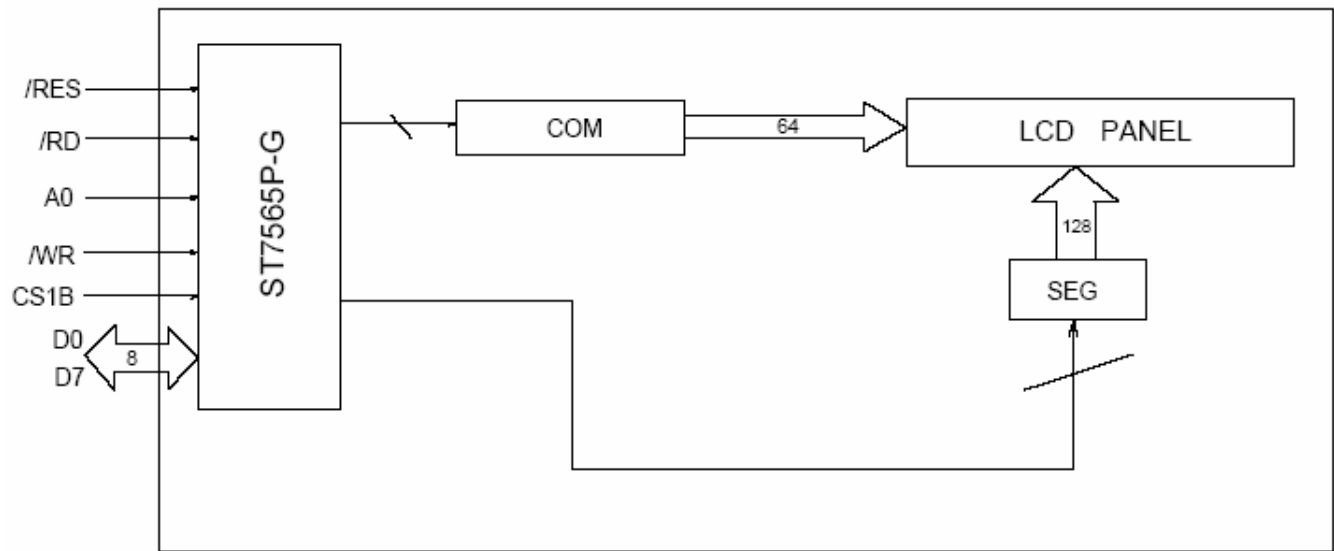 /RES
/RD
A0
/WR
CS1B
D0
D7
8
ST7565P-G
COM
64
LCD PANEL
128
SEG